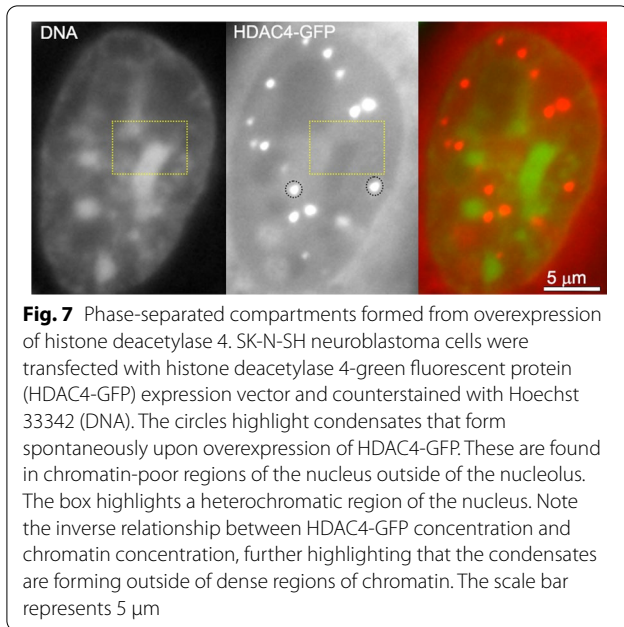 DNA
HDAC4-GFP
5 μm
Fig. 7 Phase-separated compartments formed from overexpression
of histone deacetylase 4. SK-N-SH neuroblastoma cells were
transfected with histone deacetylase 4-green fluorescent protein
(HDAC4-GFP) expression vector and counterstained with Hoechst
33342 (DNA). The circles highlight condensates that form
spontaneously upon overexpression of HDAC4-GFP. These are found
in chromatin-poor regions of the nucleus outside of the nucleolus.
The box highlights a heterochromatic region of the nucleus. Note
the inverse relationship between HDAC4-GFP concentration and
chromatin concentration, further highlighting that the condensates
are forming outside of dense regions of chromatin. The scale bar
represents 5 μm